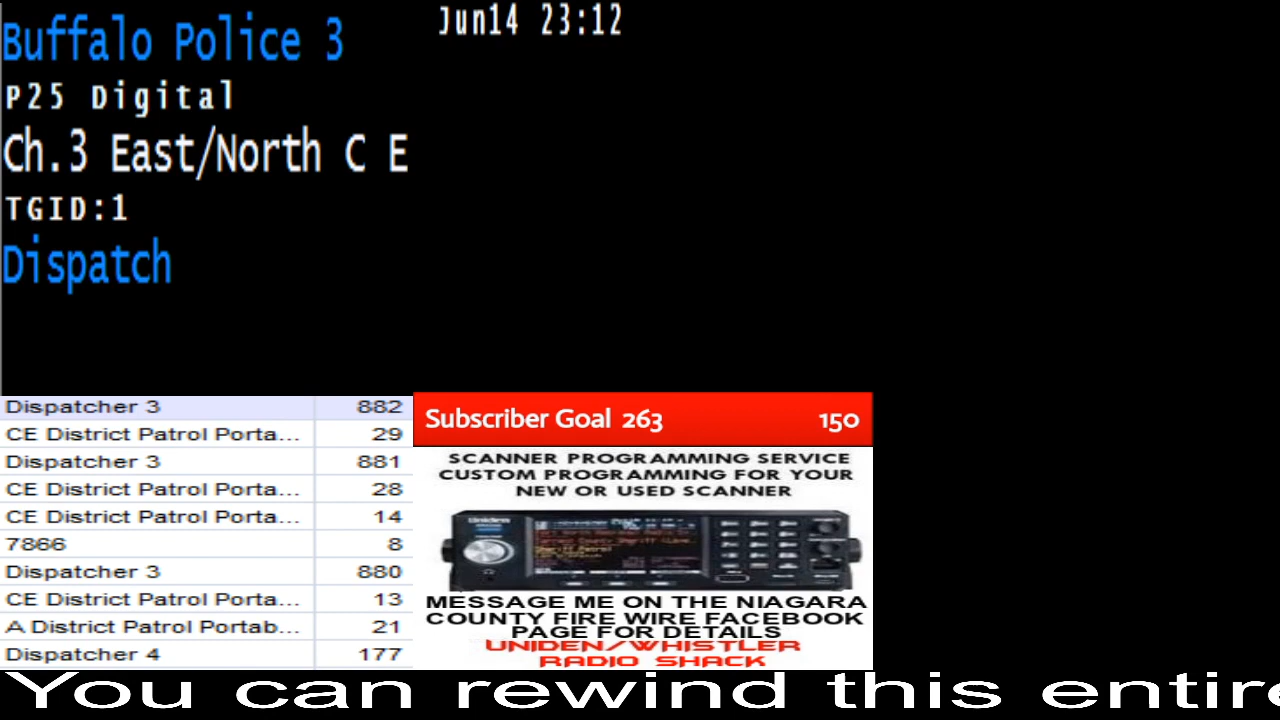 Buffalo Police 3
Jun14 23:12
P25 Digital
Ch.3 East/North C E
TGID:1
Dispatch
Dispatcher 3 882
CE District Patrol Porta... 29
Dispatcher 3 881
CE District Patrol Porta... 28
CE District Patrol Porta... 14
7866 8
Dispatcher 3 880
CE District Patrol Porta... 13
A District Patrol Portab... 21
Dispatcher 4 177
Subscriber Goal 263 150
SCANNER PROGRAMMING SERVICE
CUSTOM PROGRAMMING FOR YOUR
NEW OR USED SCANNER
Uniden
MESSAGE ME ON THE NIAGARA
COUNTY FIRE WIRE FACEBOOK
PAGE FOR DETAILS
UNIDEN/WHISTLER
RADIO SHACK
You can rewind this entire